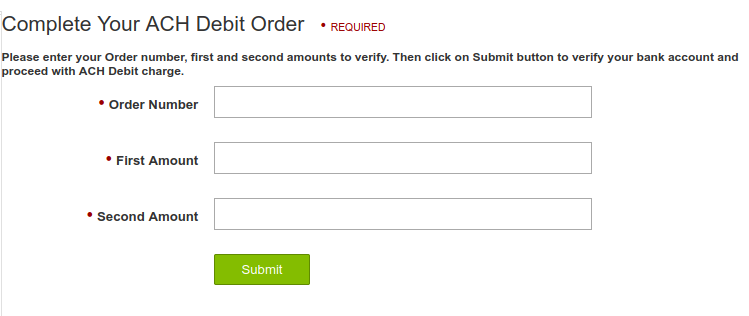 Complete Your ACH Debit Order • REQUIRED
Please enter your Order number, first and second amounts to verify. Then click on Submit button to verify your bank account and
proceed with ACH Debit charge.
• Order Number
• First Amount
• Second Amount
Submit